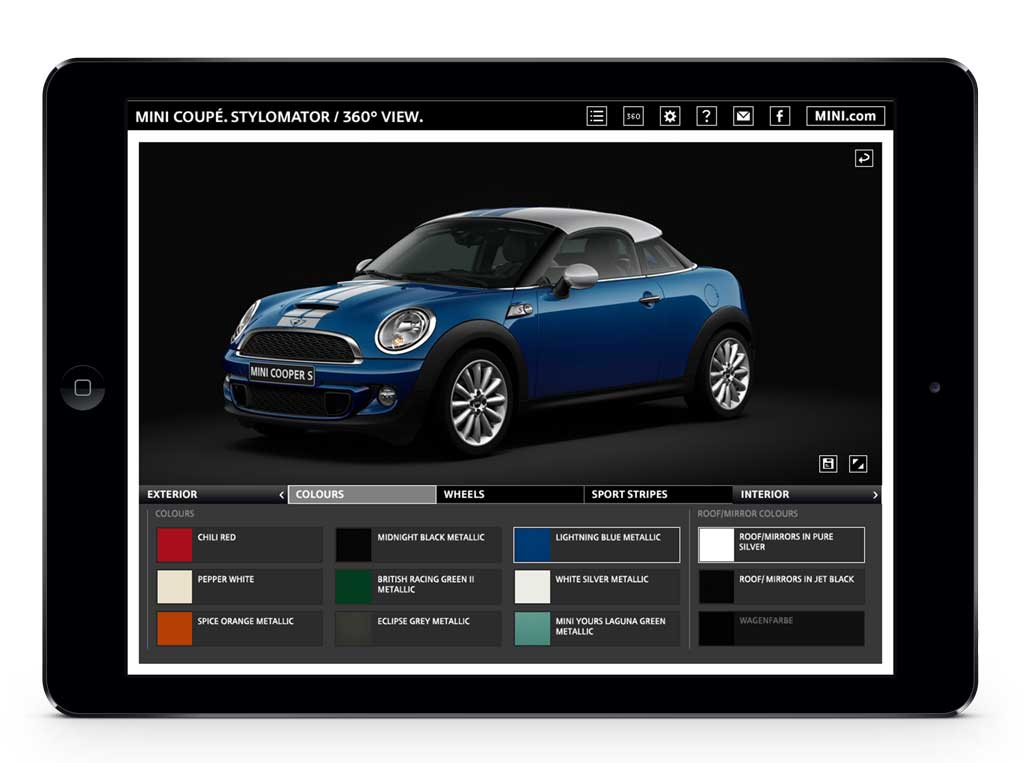 MINI COUPÉ. STYLOMATOR / 360° VIEW.
360
?
f
MINI.com
MINI COOPER S
EXTERIOR
COLOURS
WHEELS
SPORT STRIPES
INTERIOR
COLOURS
ROOF/MIRROR COLOURS
CHILI RED
MIDNIGHT BLACK METALLIC
LIGHTNING BLUE METALLIC
ROOF/MIRRORS IN PURE
SILVER
PEPPER WHITE
BRITISH RACING GREEN II
METALLIC
WHITE SILVER METALLIC
ROOF/ MIRRORS IN JET BLACK
SPICE ORANGE METALLIC
ECLIPSE GREY METALLIC
MINI YOURS LAGUNA GREEN
METALLIC
WAGENFARBE